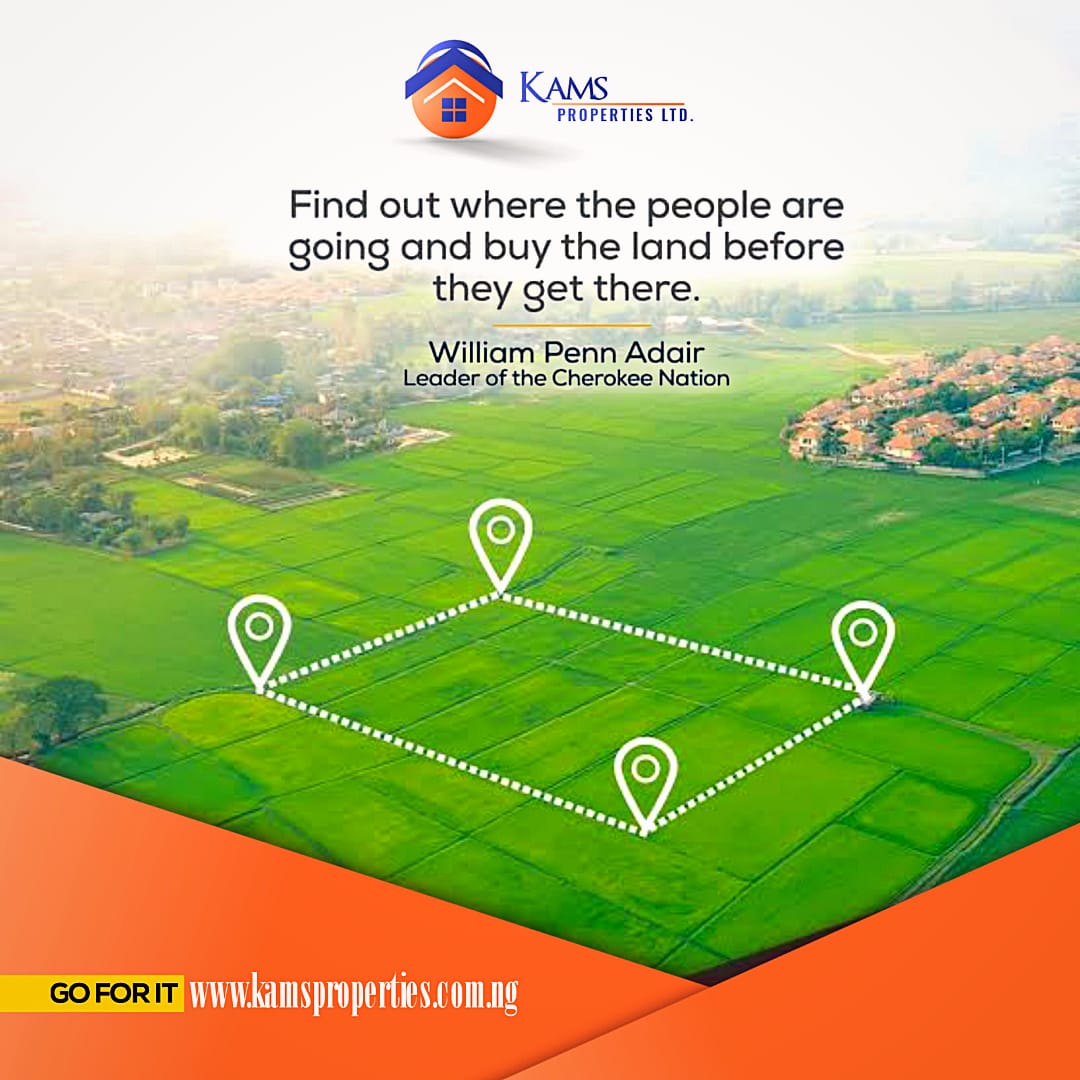 KAMS
PROPERTIES LTD.
Find out where the people are
going and buy the land before
they get there.
William Penn Adair
Leader of the Cherokee Nation
GO FOR IT www.kamsproperties.com.ng